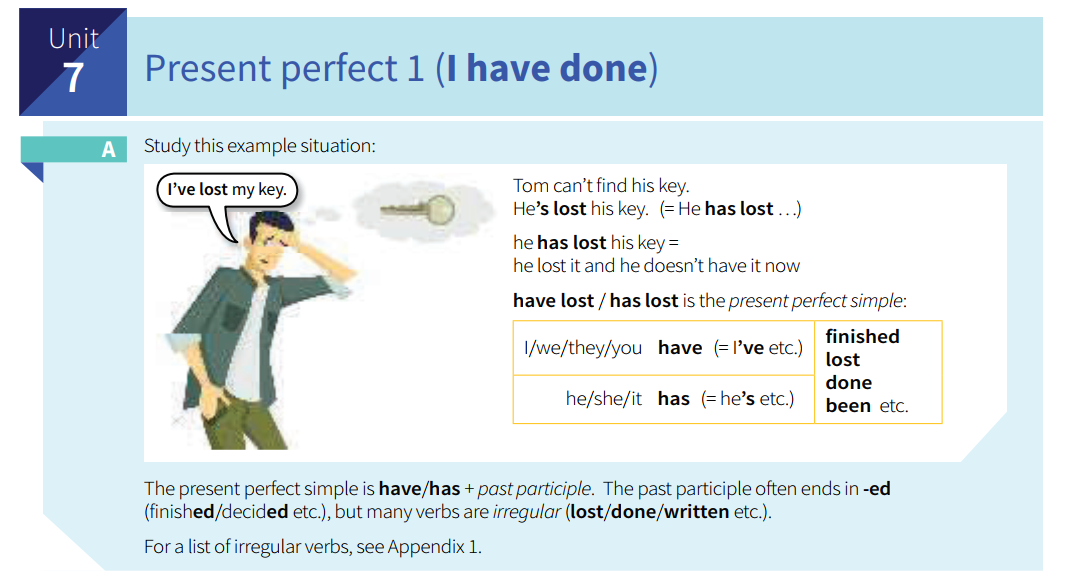 Unit
7
Present perfect 1 (I have done)
A
Study this example situation:
I've lost my key.
Tom can't find his key.
He's lost his key. (= He has lost …)
he has lost his key =
he lost it and he doesn't have it now
have lost / has lost is the present perfect simple:
I/we/they/you have (= I've etc.)
he/she/it has (= he's etc.)
finished
lost
done
been etc.
The present perfect simple is have/has + past participle. The past participle often ends in -ed
(finished/decided etc.), but many verbs are irregular (lost/done/written etc.).
For a list of irregular verbs, see Appendix 1.